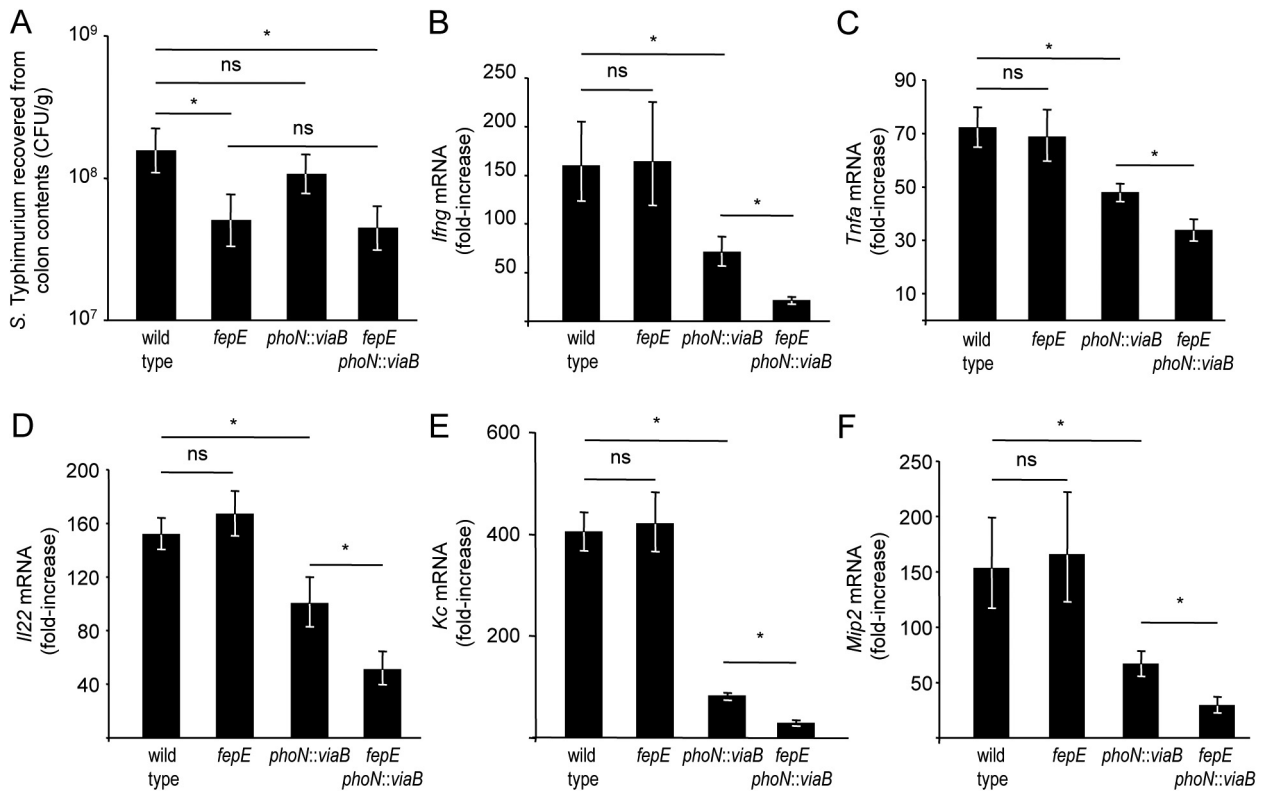 A
S. Typhimurium recovered from
colon contents (CFU/g)
10⁹
10⁸
10⁷
*
ns
*
ns
wild
type
fepE
phoN::viaB
fepE
phoN::viaB
B
Ifng mRNA
(fold-increase)
250
200
150
100
50
*
ns
*
wild
type
fepE
phoN::viaB
fepE
phoN::viaB
C
Tnfa mRNA
(fold-increase)
90
70
50
30
10
*
ns
*
wild
type
fepE
phoN::viaB
fepE
phoN::viaB
D
Il22 mRNA
(fold-increase)
200
160
120
80
40
*
ns
*
wild
type
fepE
phoN::viaB
fepE
phoN::viaB
E
Kc mRNA
(fold-increase)
600
400
200
*
ns
*
wild
type
fepE
phoN::viaB
fepE
phoN::viaB
F
Mip2 mRNA
(fold-increase)
250
200
150
100
50
*
ns
*
wild
type
fepE
phoN::viaB
fepE
phoN::viaB